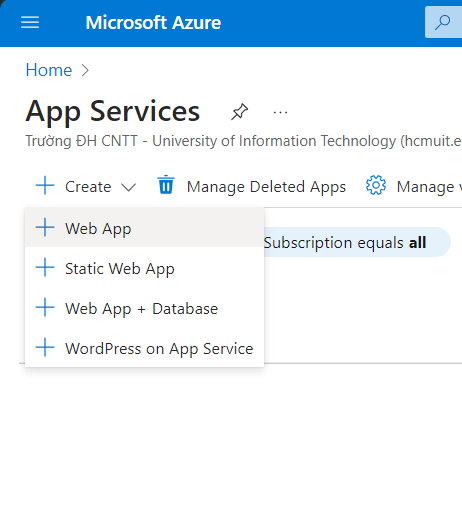 Microsoft Azure
Home
App Services
Trường ĐH CNTT - University of Information Technology (hcmuit.e
Create
Manage Deleted Apps
Manage
Web App
Subscription equals all
Static Web App
Web App + Database
WordPress on App Service